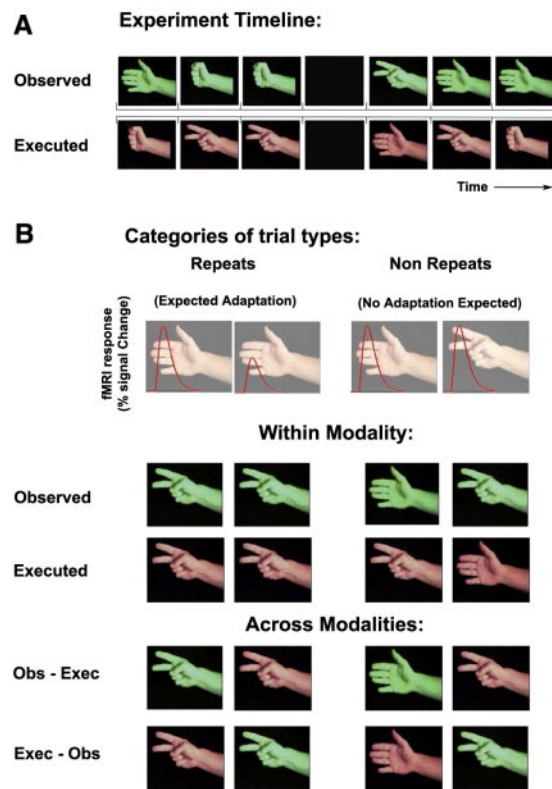 A
Experiment Timeline:
Observed
Executed
Time
B
Categories of trial types:
Repeats
Non Repeats
(Expected Adaptation)
(No Adaptation Expected)
fMRI response
(% signal Change)
Within Modality:
Observed
Executed
Across Modalities:
Obs - Exec
Exec - Obs